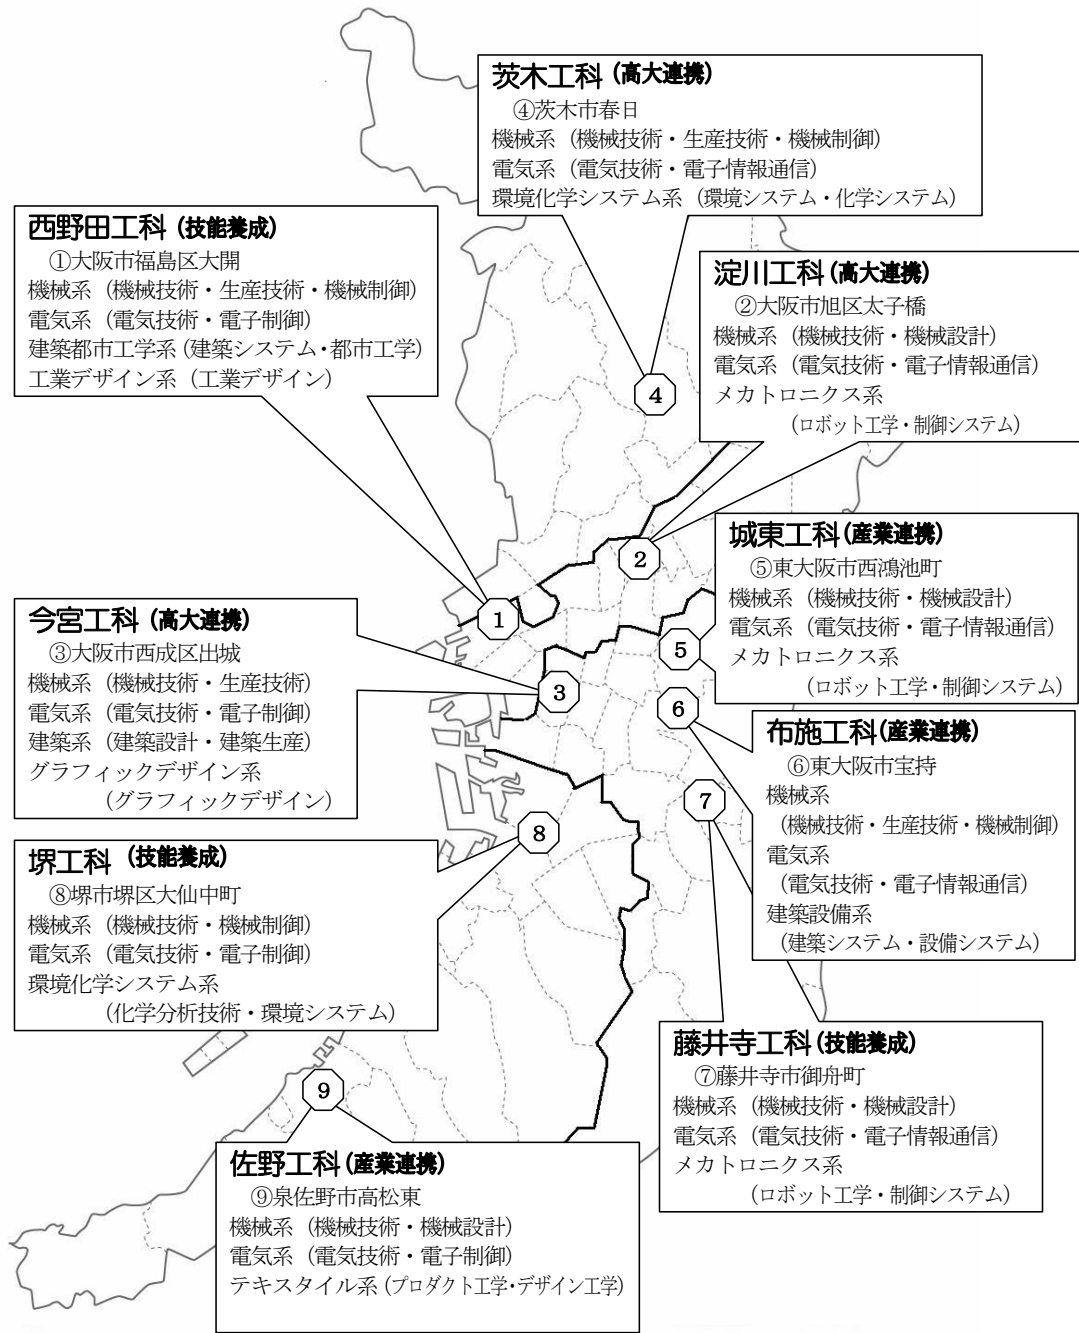 茨木工科 (高大連携)
④茨木市春日
機械系（機械技術・生産技術・機械制御）
電気系（電気技術・電子情報通信）
環境化学システム系（環境システム・化学システム）
西野田工科 (技能養成)
①大阪市福島区大開
機械系（機械技術・生産技術・機械制御）
電気系（電気技術・電子制御）
建築都市工学系（建築システム・都市工学）
工業デザイン系（工業デザイン）
淀川工科 (高大連携)
②大阪市旭区太子橋
機械系（機械技術・機械設計）
電気系（電気技術・電子情報通信）
メカトロニクス系
（ロボット工学・制御システム）
4
2
城東工科 (産業連携)
⑤東大阪市西鴻池町
機械系（機械技術・機械設計）
電気系（電気技術・電子情報通信）
メカトロニクス系
（ロボット工学・制御システム）
1
5
今宮工科 (高大連携)
③大阪市西成区出城
機械系（機械技術・生産技術）
電気系（電気技術・電子制御）
建築系（建築設計・建築生産）
グラフィックデザイン系
（グラフィックデザイン）
3
6
布施工科 (産業連携)
⑥東大阪市宝持
機械系
（機械技術・生産技術・機械制御）
電気系
（電気技術・電子情報通信）
建築設備系
（建築システム・設備システム）
7
8
堺工科 (技能養成)
⑧堺市堺区大仙中町
機械系（機械技術・機械制御）
電気系（電気技術・電子制御）
環境化学システム系
（化学分析技術・環境システム）
藤井寺工科 (技能養成)
⑦藤井寺市御舟町
機械系（機械技術・機械設計）
電気系（電気技術・電子情報通信）
メカトロニクス系
（ロボット工学・制御システム）
9
佐野工科 (産業連携)
⑨泉佐野市高松東
機械系（機械技術・機械設計）
電気系（電気技術・電子制御）
テキスタイル系（プロダクト工学・デザイン工学）